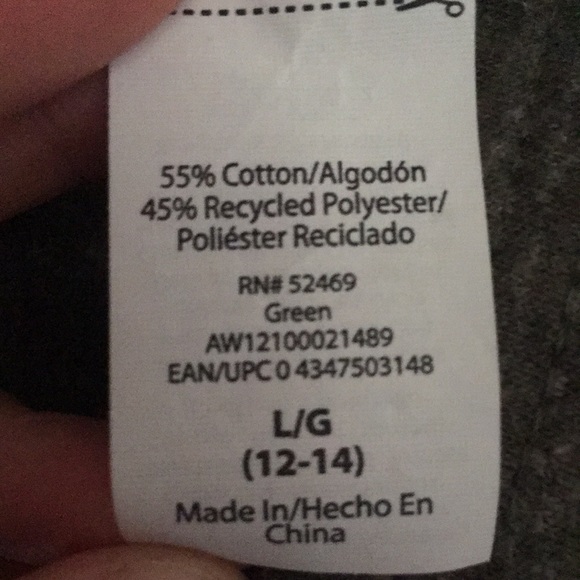 55% Cotton/Algodón
45% Recycled Polyester/
Poliéster Reciclado
RN# 52469
Green
AW12100021489
EAN/UPC 0 4347503148
L/G
(12-14)
Made In/Hecho En
China